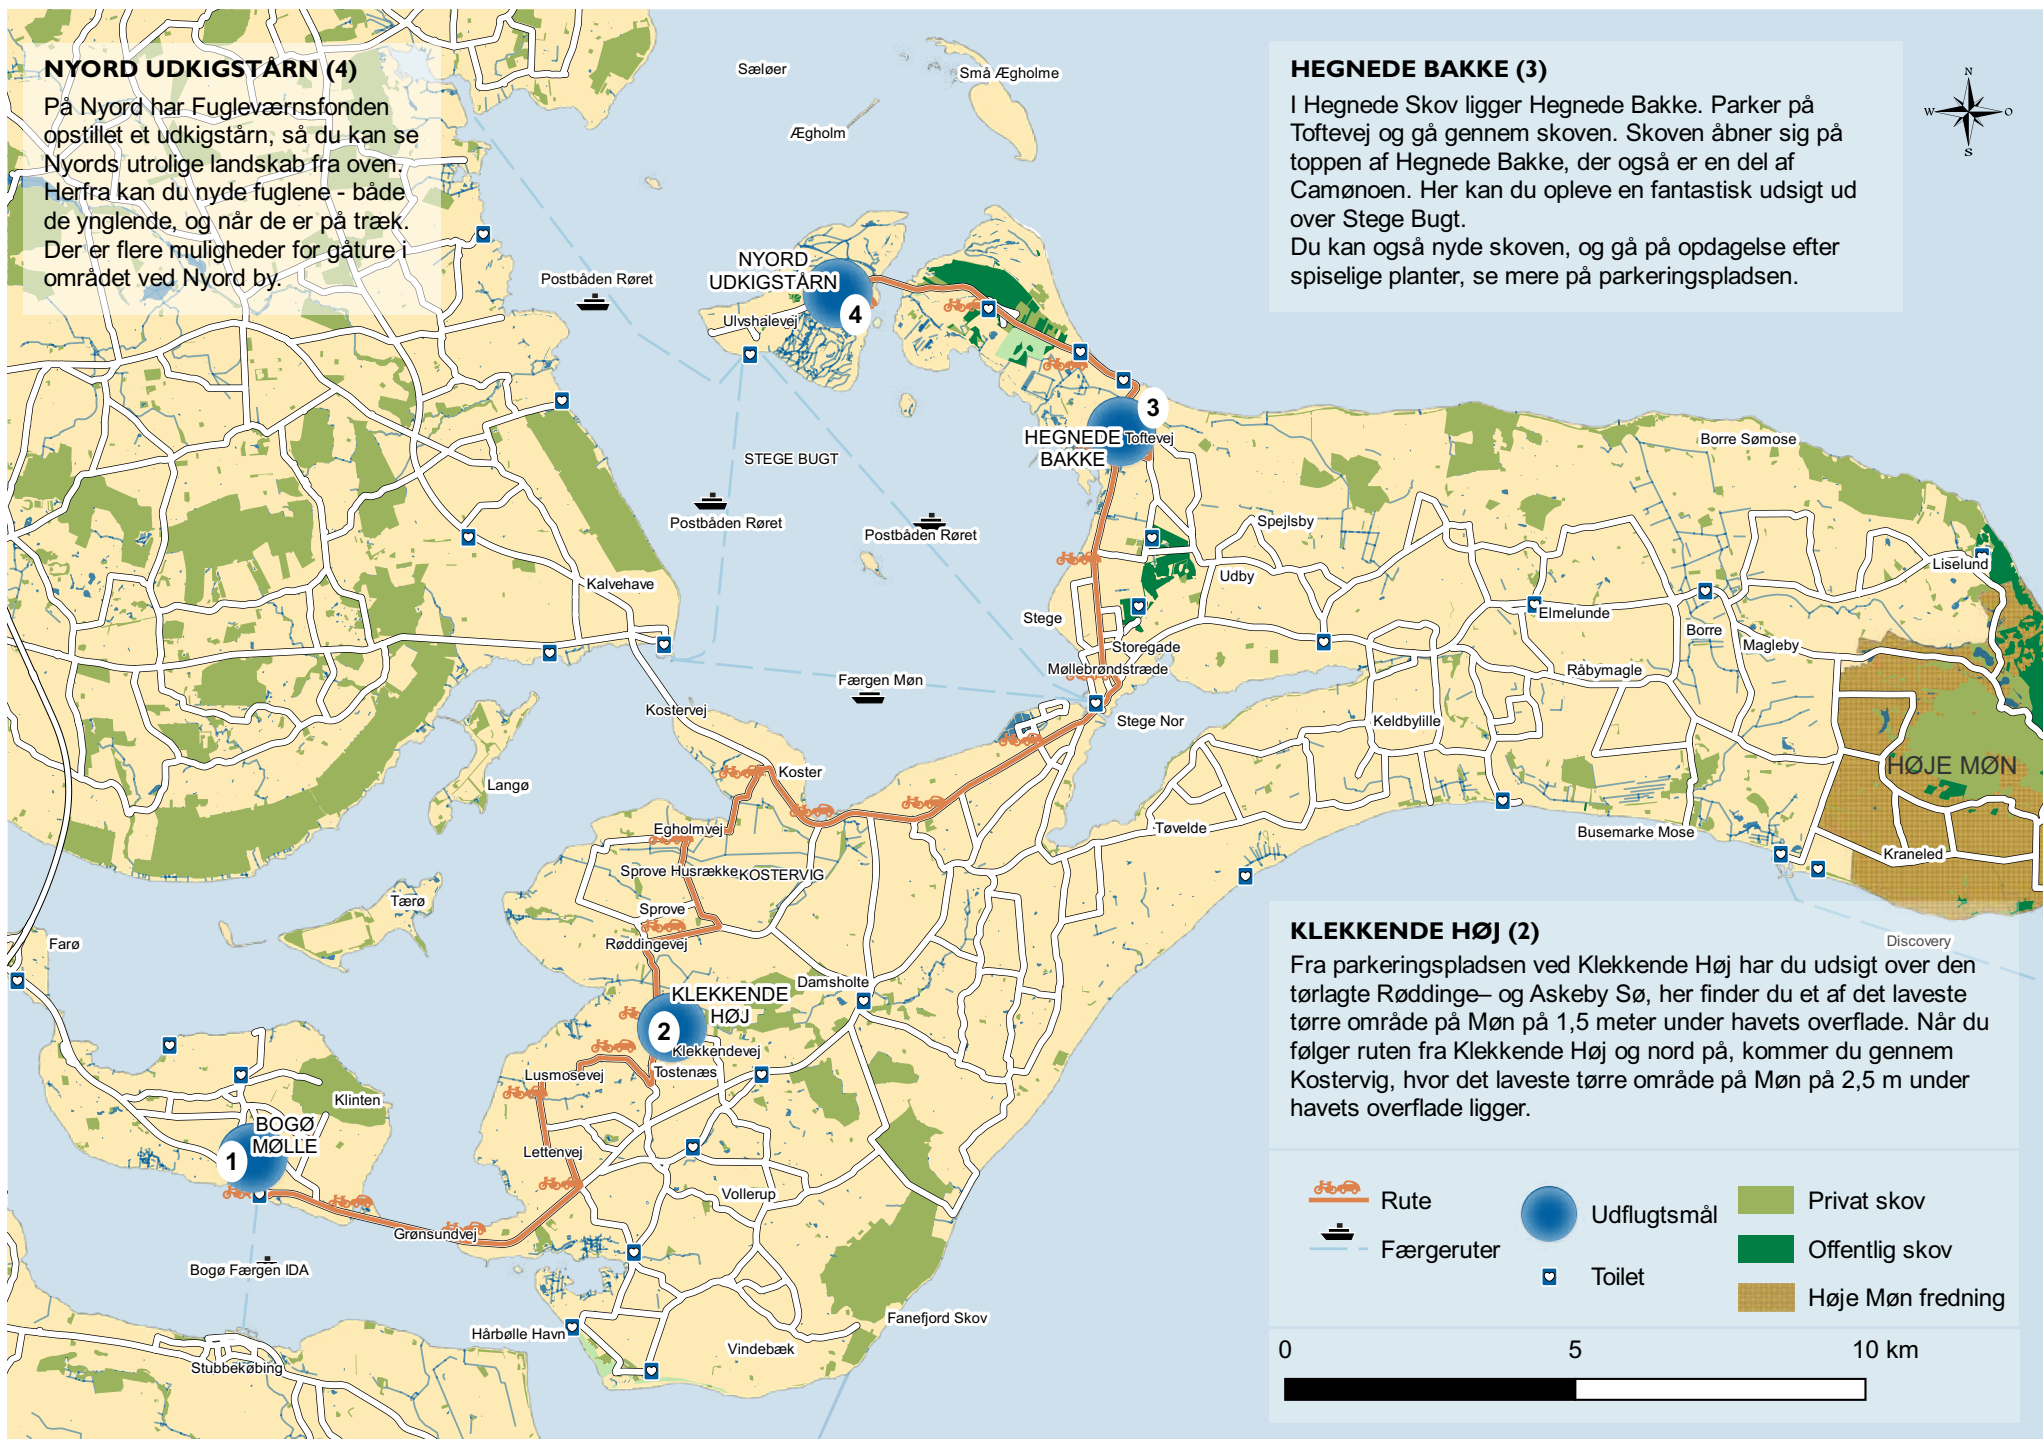 NYORD UDKIGSTÅRN (4)
På Nyord har Fugleværnsfonden
opstillet et udkigstårn, så du kan se
Nyords utrolige landskab fra oven.
Herfra kan du nyde fuglene - både
de ynglende, og når de er på træk.
Der er flere muligheder for gåture i
området ved Nyord by.
HEGNEDE BAKKE (3)
I Hegnede Skov ligger Hegnede Bakke. Parker på
Toftevej og gå gennem skoven. Skoven åbner sig på
toppen af Hegnede Bakke, der også er en del af
Camønoen. Her kan du opleve en fantastisk udsigt ud
over Stege Bugt.
Du kan også nyde skoven, og gå på opdagelse efter
spiselige planter, se mere på parkeringspladsen.
N
W
O
S
Sæløer
Små Ægholme
Ægholm
Postbåden Røret
NYORD
UDKIGSTÅRN
4
Ulvshalevej
3
HEGNEDE
BAKKE
Toftevej
STEGE BUGT
Borre Sømose
Postbåden Røret
Postbåden Røret
Spejlsby
Kalvehave
Udby
Liselund
Stege
Elmelunde
Borre
Magleby
Storegade
Møllebrøndstræde
Råbymagle
Færgen Møn
Kostervej
Stege Nor
Keldbylille
HØJE MØN
Koster
Langø
Egholmvej
Tøvelde
Busemarke Mose
Kraneled
Sprove Husrække
KOSTERVIG
Tærø
Sprove
Farø
Røddingevej
Damsholte
KLEKKENDE
HØJ
2
Klekkendevej
Tostenæs
Lusmosevej
Klinten
BOGØ
MØLLE
1
Lettenvej
Vollerup
Grønsundvej
Bogø Færgen IDA
Hårbølle Havn
Fanefjord Skov
Vindebæk
Stubbekøbing
Discovery
KLEKKENDE HØJ (2)
Fra parkeringspladsen ved Klekkende Høj har du udsigt over den
tørlagte Røddinge– og Askeby Sø, her finder du et af det laveste
tørre område på Møn på 1,5 meter under havets overflade. Når du
følger ruten fra Klekkende Høj og nord på, kommer du gennem
Kostervig, hvor det laveste tørre område på Møn på 2,5 m under
havets overflade ligger.
Rute
Færgeruter
Udflugtsmål
Toilet
Privat skov
Offentlig skov
Høje Møn fredning
0 5 10 km